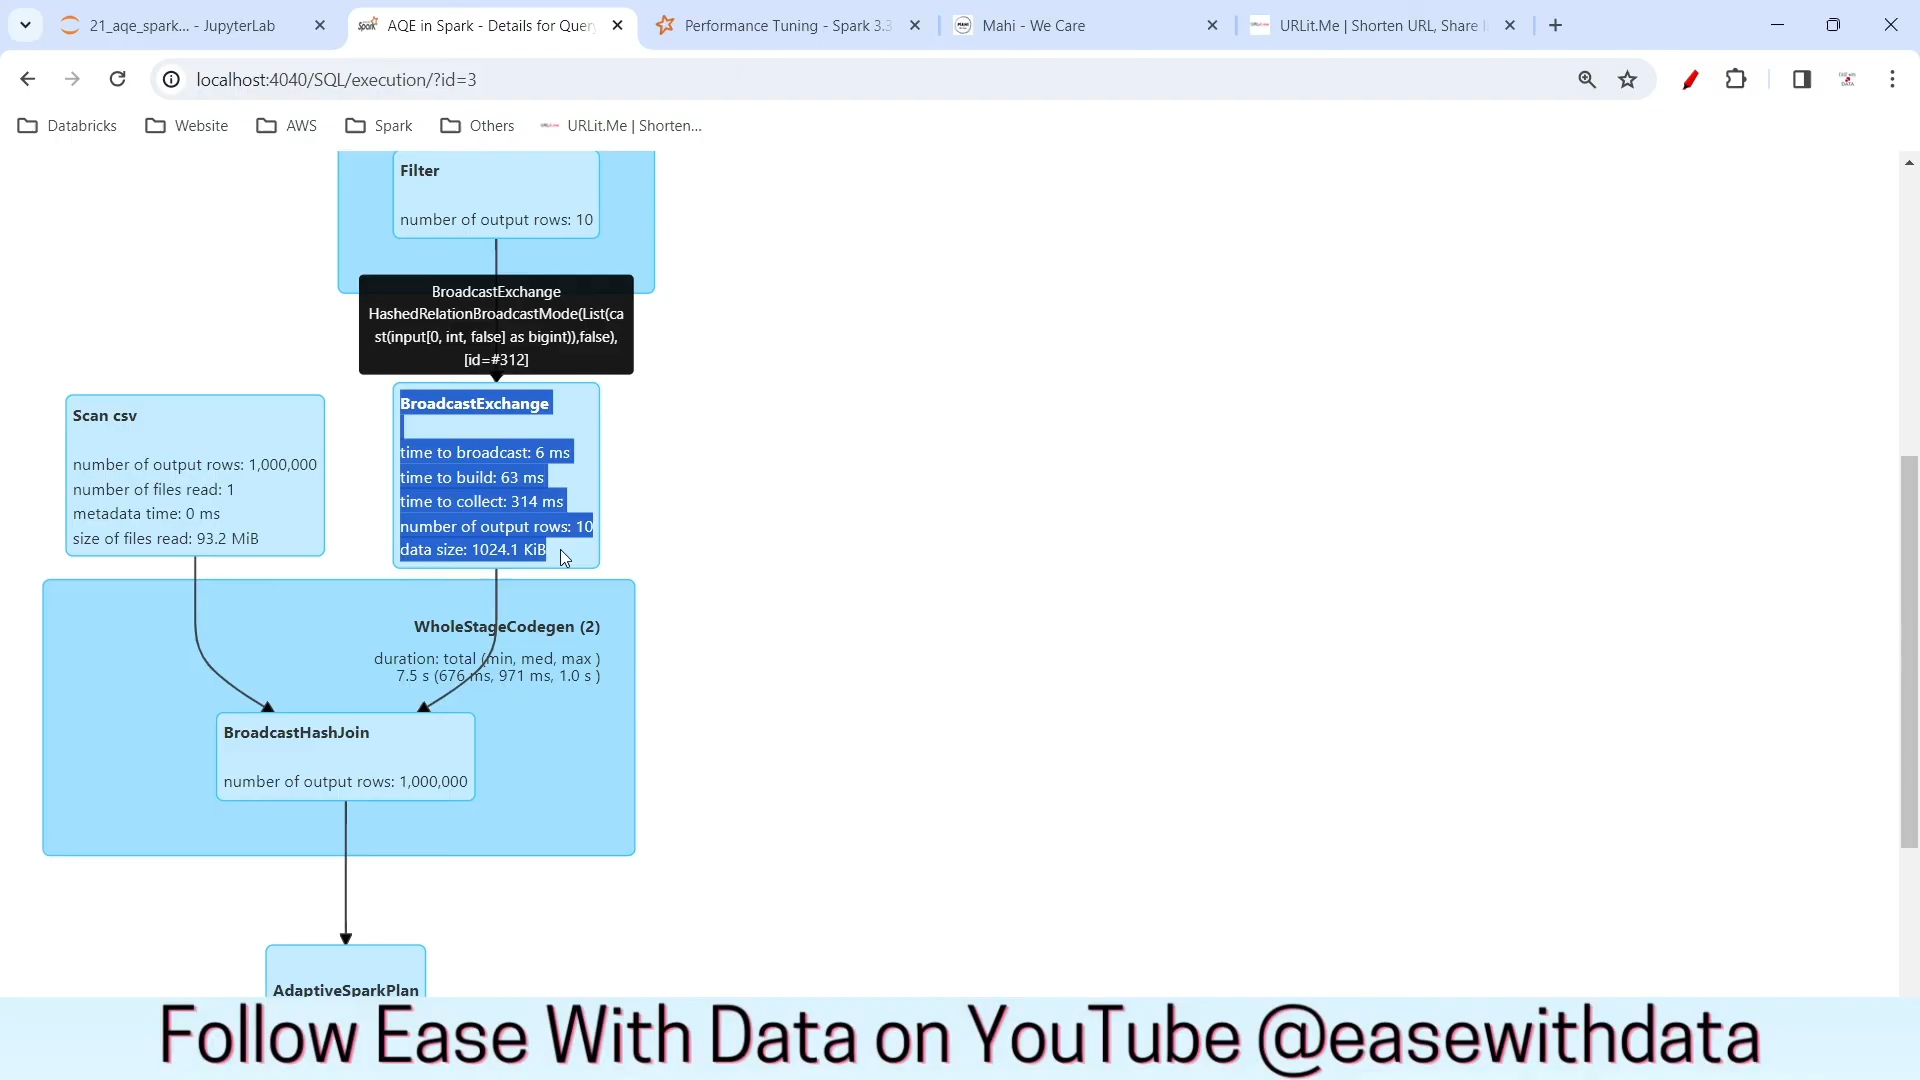 21_aqe_spark... - JupyterLab
AQE in Spark - Details for Query
Performance Tuning - Spark 3.3
Mahi - We Care
URLit.Me | Shorten URL, Share
localhost:4040/SQL/execution/?id=3
Databricks
Website
AWS
Spark
Others
URLit.Me | Shorten...
Filter
number of output rows: 10
BroadcastExchange
HashedRelationBroadcastMode(List(ca
st(input[0, int, false] as bigint)),false),
[id=#312]
BroadcastExchange
time to broadcast: 6 ms
time to build: 63 ms
time to collect: 314 ms
number of output rows: 10
data size: 1024.1 KiB
Scan csv
number of output rows: 1,000,000
number of files read: 1
metadata time: 0 ms
size of files read: 93.2 MiB
WholeStageCodegen (2)
duration: total (min, med, max )
7.5 s (676 ms, 971 ms, 1.0 s )
BroadcastHashJoin
number of output rows: 1,000,000
AdaptiveSparkPlan
Follow Ease With Data on YouTube @easewithdata